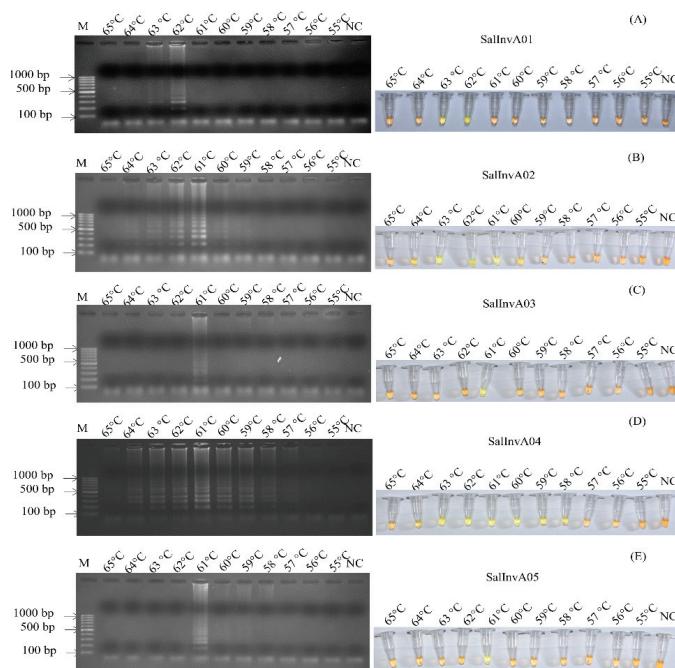 (A)
SalInvA01
M 65°C 64°C 63 °C 62°C 61°C 60°C 59°C 58 °C 57°C 56°C 55°C NC
65°C 64°C 63 °C 62°C 61°C 60°C 59°C 58°C 57°C 56°C 55°C NC
1000 bp
500 bp
100 bp
(B)
SalInvA02
M 65°C 64°C 63 °C 62°C 61°C 60°C 59°C 58 °C 57°C 56°C 55°C NC
65°C 64°C 63 °C 62°C 61°C 60°C 59°C 58°C 57°C 56°C 55°C NC
1000 bp
500 bp
100 bp
(C)
SalInvA03
M 65°C 64°C 63 °C 62°C 61°C 60°C 59°C 58 °C 57°C 56°C 55°C NC
65°C 64°C 63°C 62°C 61°C 60°C 59°C 58°C 57°C 56°C 55°C NC
1000 bp
500 bp
100 bp
(D)
SalInvA04
M 65°C 64°C 63 °C 62°C 61°C 60°C 59°C 58 °C 57°C 56°C 55°C NC
65°C 64°C 63°C 62°C 61°C 60°C 59°C 58°C 57°C 56°C 55°C NC
1000 bp
500 bp
100 bp
(E)
SalInvA05
M 65°C 64°C 63 °C 62°C 61°C 60°C 59°C 58 °C 57°C 56°C 55°C NC
65°C 64°C 63°C 62°C 61°C 60°C 59°C 58°C 57°C 56°C 55°C NC
1000 bp
500 bp
100 bp